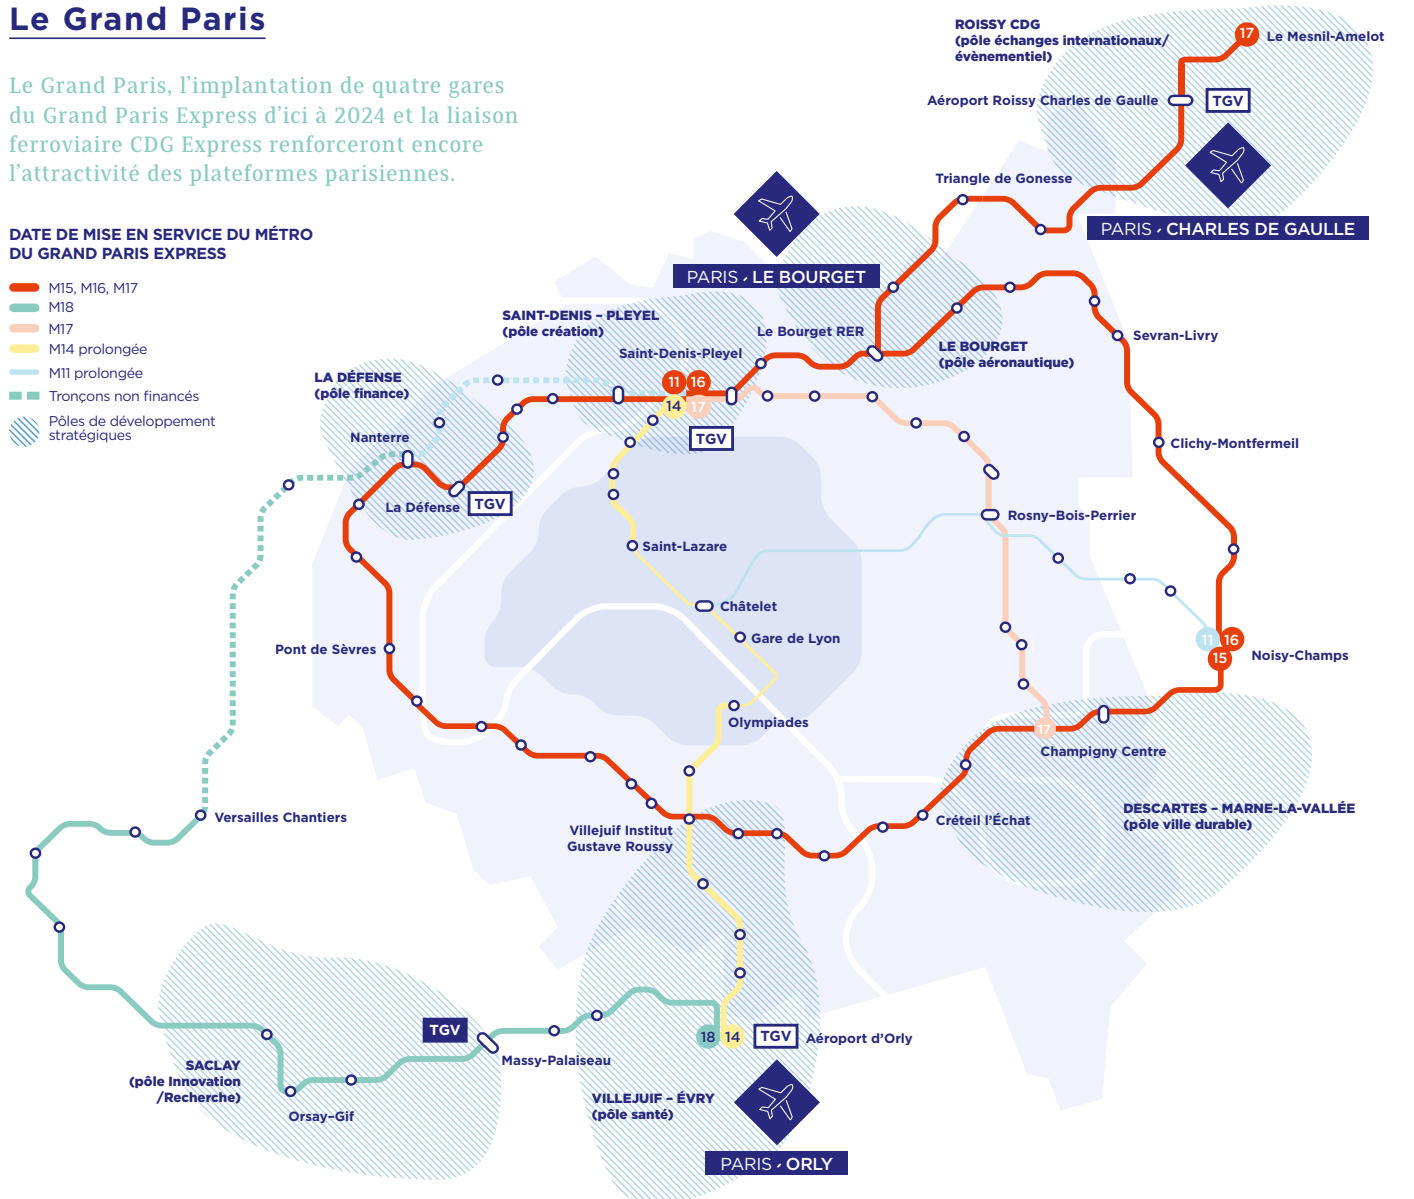 Le Grand Paris
Le Grand Paris, l’implantation de quatre gares
du Grand Paris Express d’ici à 2024 et la liaison
ferroviaire CDG Express renforceront encore
l’attractivité des plateformes parisiennes.
DATE DE MISE EN SERVICE DU MÉTRO
DU GRAND PARIS EXPRESS
M15, M16, M17
M18
M17
M14 prolongée
M11 prolongée
Tronçons non financés
Pôles de développement
stratégiques
ROISSY CDG
(pôle échanges internationaux/
évènementiel)
17
Le Mesnil-Amelot
Aéroport Roissy Charles de Gaulle
TGV
Triangle de Gonesse
PARIS CHARLES DE GAULLE
PARIS LE BOURGET
SAINT-DENIS – PLEYEL
(pôle création)
Le Bourget RER
LE BOURGET
(pôle aéronautique)
Saint-Denis-Pleyel
11
16
14
17
TGV
Sevran-Livry
LA DÉFENSE
(pôle finance)
Nanterre
La Défense
TGV
Clichy-Montfermeil
Rosny–Bois-Perrier
Saint-Lazare
Châtelet
Gare de Lyon
Pont de Sèvres
11
16
15
Noisy-Champs
Olympiades
17
Champigny Centre
DESCARTES – MARNE-LA-VALLÉE
(pôle ville durable)
Versailles Chantiers
Villejuif Institut
Gustave Roussy
Créteil l’Échat
TGV
Massy-Palaiseau
18
14
TGV
Aéroport d’Orly
SACLAY
(pôle Innovation
/Recherche)
Orsay–Gif
VILLEJUIF – ÉVRY
(pôle santé)
PARIS ORLY